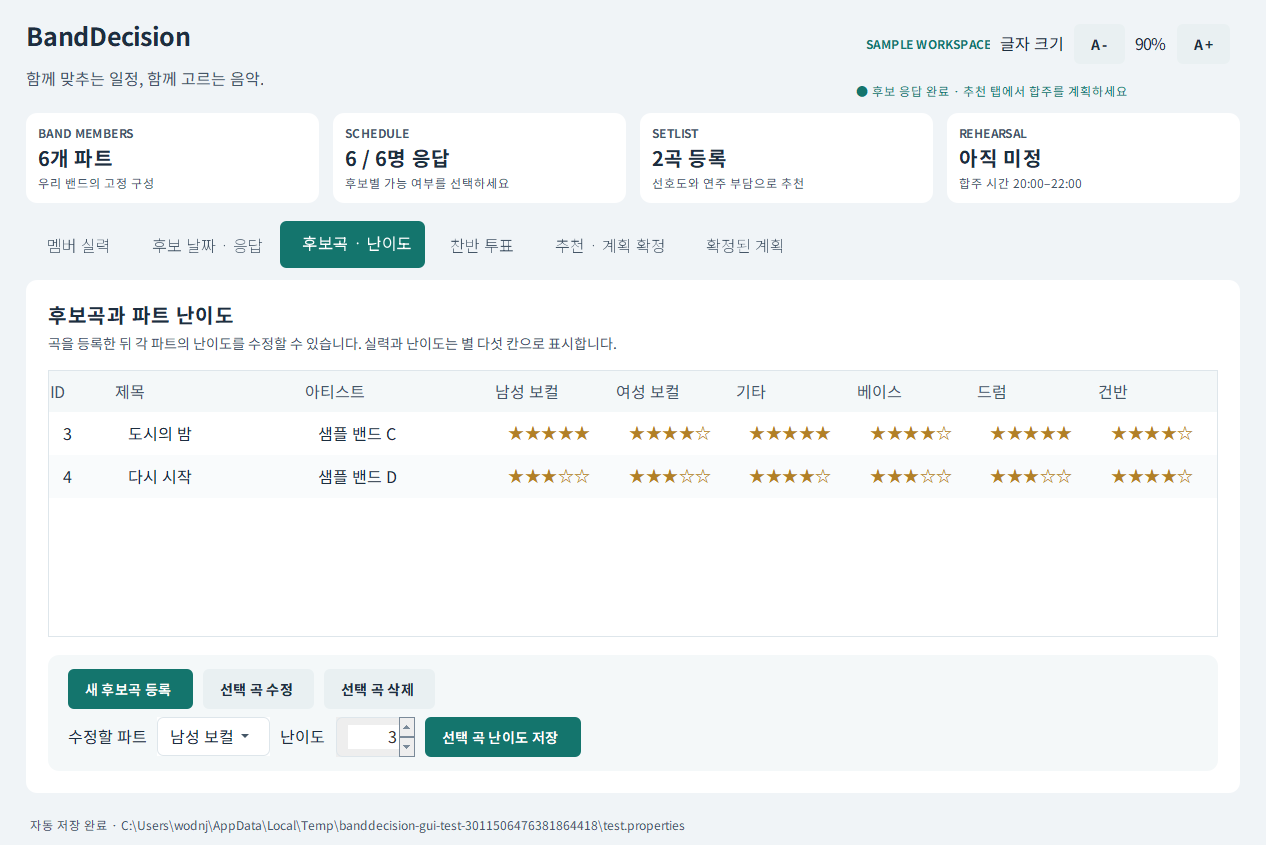 BandDecision
함께 맞추는 일정, 함께 고르는 음악.
SAMPLE WORKSPACE 글자 크기 A- 90% A+
● 후보 응답 완료 · 추천 탭에서 합주를 계획하세요
BAND MEMBERS
6개 파트
우리 밴드의 고정 구성
SCHEDULE
6 / 6명 응답
후보별 가능 여부를 선택하세요
SETLIST
2곡 등록
선호도와 연주 부담으로 추천
REHEARSAL
아직 미정
합주 시간 20:00–22:00
멤버 실력 후보 날짜 · 응답 후보곡 · 난이도 찬반 투표 추천 · 계획 확정 확정된 계획
후보곡과 파트 난이도
곡을 등록한 뒤 각 파트의 난이도를 수정할 수 있습니다. 실력과 난이도는 별 다섯 칸으로 표시합니다.
ID 제목 아티스트 남성 보컬 여성 보컬 기타 베이스 드럼 건반
3 도시의 밤 샘플 밴드 C ★★★★★ ★★★★☆ ★★★★★ ★★★★☆ ★★★★★ ★★★★☆
4 다시 시작 샘플 밴드 D ★★★☆☆ ★★★☆☆ ★★★★☆ ★★★☆☆ ★★★☆☆ ★★★★☆
새 후보곡 등록 선택 곡 수정 선택 곡 삭제
수정할 파트 남성 보컬 난이도 3 선택 곡 난이도 저장
자동 저장 완료 · C:\Users\wodnj\AppData\Local\Temp\banddecision-gui-test-3011506476381864418\test.properties